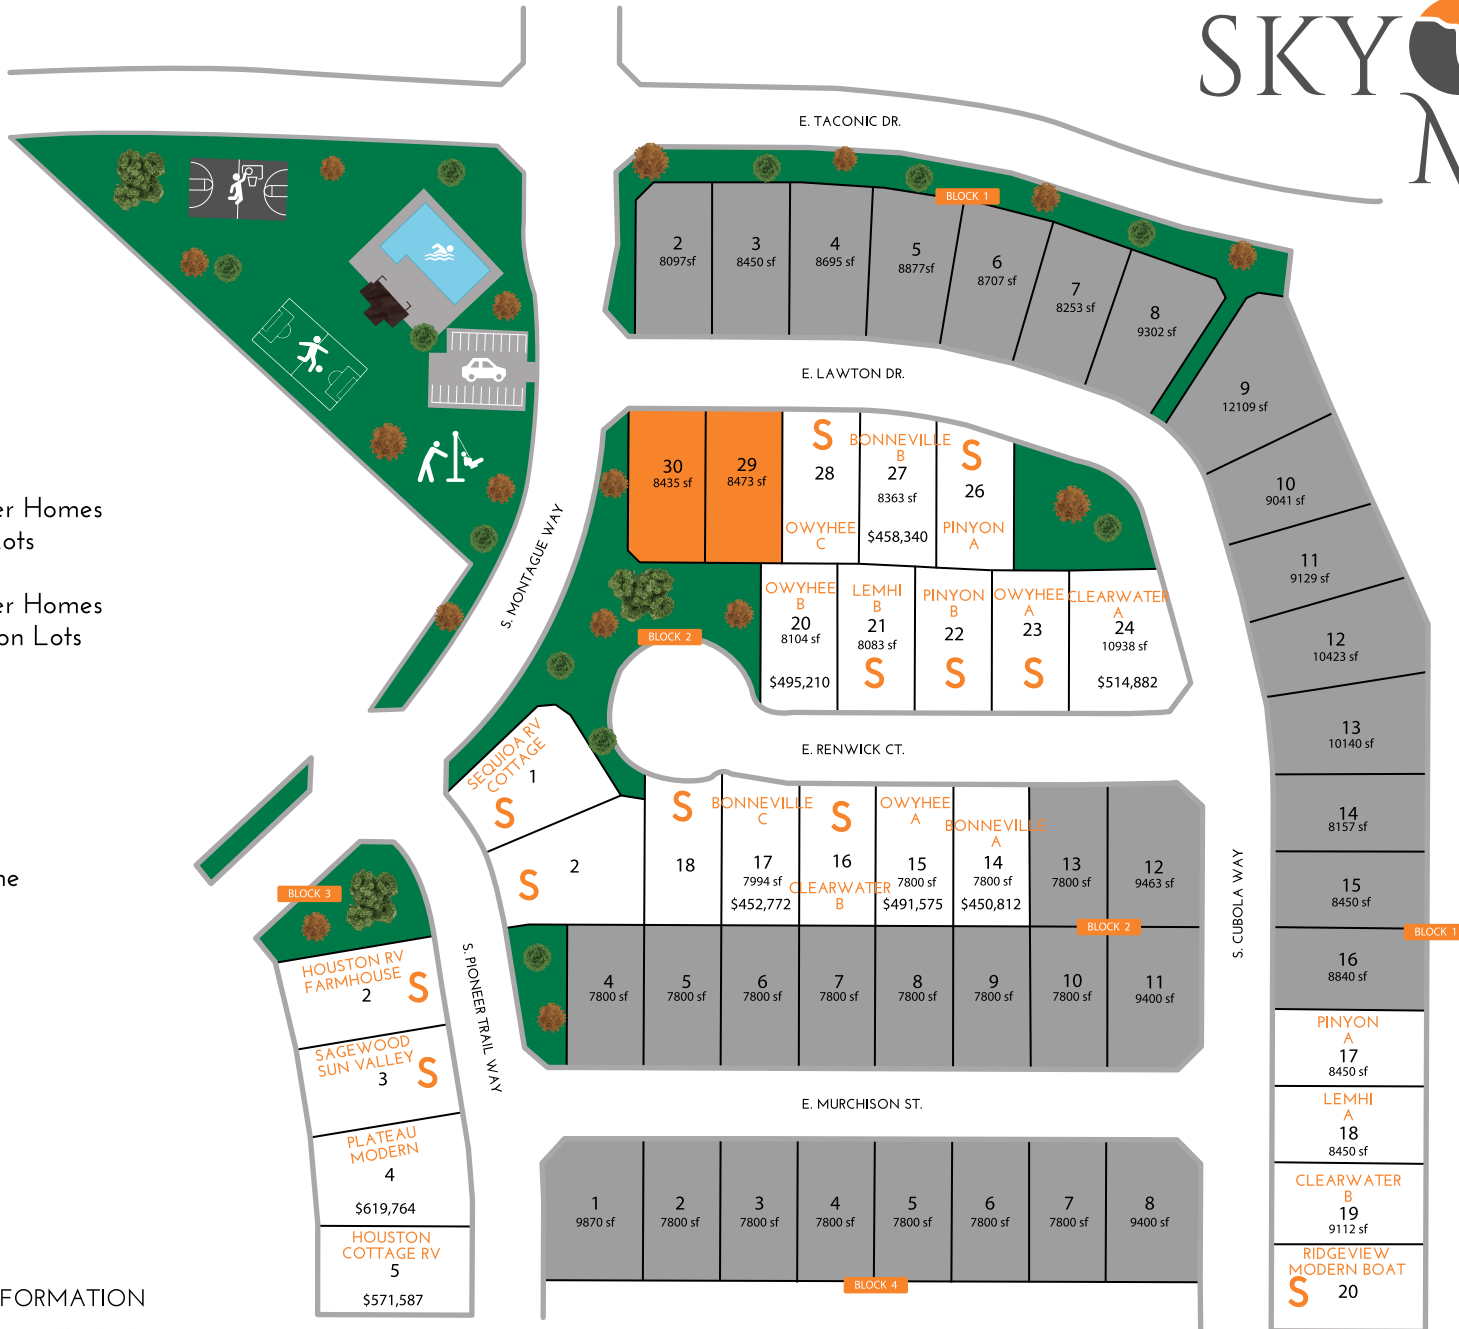 SKY
E. TACONIC DR.
BLOCK 1
2
8097sf
3
8450 sf
4
8695 sf
5
8877sf
6
8707 sf
7
8253 sf
8
9302 sf
9
12109 sf
10
9041 sf
11
9129 sf
12
10423 sf
13
10140 sf
14
8157 sf
15
8450 sf
BLOCK 1
16
8840 sf
PINYON
A
17
8450 sf
LEMHI
A
18
8450 sf
CLEARWATER
B
19
9112 sf
RIDGEVIEW
MODERN BOAT
S 20
E. LAWTON DR.
30
8435 sf
29
8473 sf
S
28
OWYHEE
C
BONNEVILLE
B
27
8363 sf
$458,340
S
26
PINYON
A
S. MONTAGUE WAY
BLOCK 2
OWYHEE
B
20
8104 sf
$495,210
LEMHI
B
21
8083 sf
S
PINYON
B
22
S
OWYHEE
A
23
S
CLEARWATER
A
24
10938 sf
$514,882
er Homes
ots
er Homes
on Lots
E. RENWICK CT.
SEQUIOA RV
COTTAGE
1
S
2
S
S
18
BONNEVILLE
C
17
7994 sf
$452,772
S
16
CLEARWATER
B
OWYHEE
A
15
7800 sf
$491,575
BONNEVILLE
A
14
7800 sf
$450,812
13
7800 sf
12
9463 sf
BLOCK 2
S. CUBOLA WAY
4
7800 sf
5
7800 sf
6
7800 sf
7
7800 sf
8
7800 sf
9
7800 sf
10
7800 sf
11
9400 sf
ne
BLOCK 3
S. PIONEER TRAIL WAY
HOUSTON RV
FARMHOUSE
2
S
SAGEWOOD
SUN VALLEY
3
S
PLATEAU
MODERN
4
$619,764
HOUSTON
COTTAGE RV
5
$571,587
E. MURCHISON ST.
1
9870 sf
2
7800 sf
3
7800 sf
4
7800 sf
5
7800 sf
6
7800 sf
7
7800 sf
8
9400 sf
BLOCK 4
FORMATION